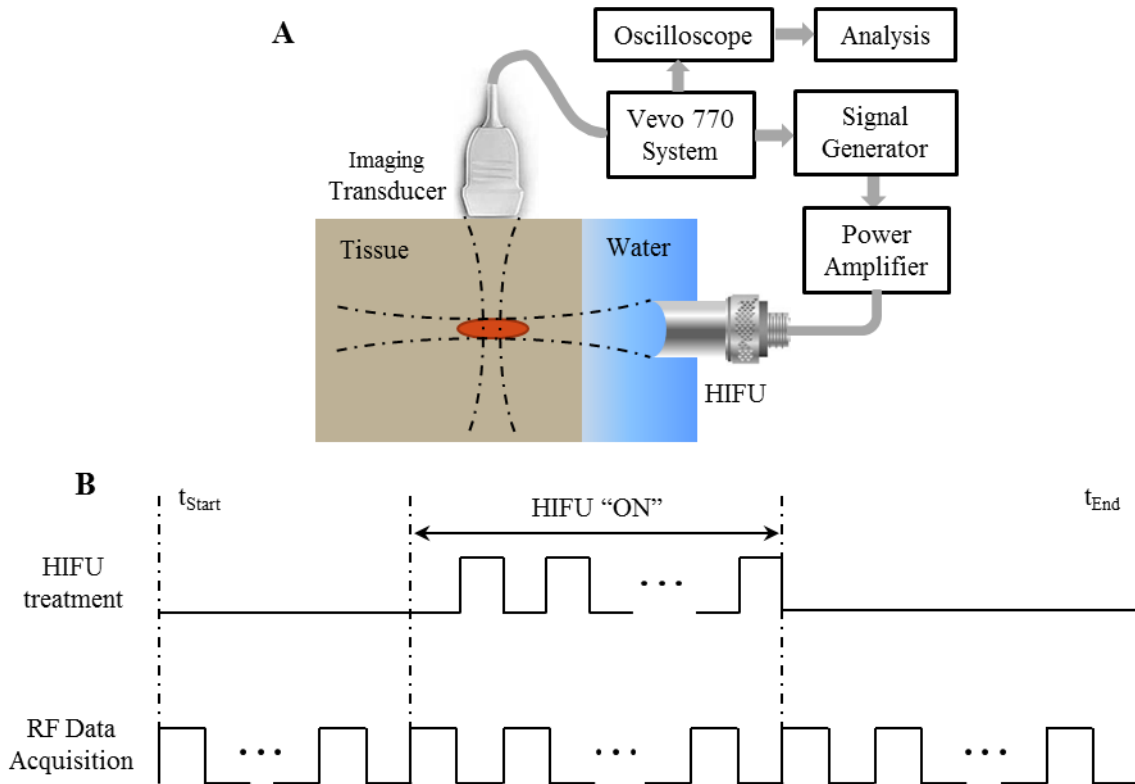 A
Oscilloscope
Analysis
Vevo 770
System
Signal
Generator
Imaging
Transducer
Power
Amplifier
Tissue
Water
HIFU
B
tStart
HIFU “ON”
tEnd
HIFU
treatment
• • •
RF Data
Acquisition
• • •
• • •
• • •